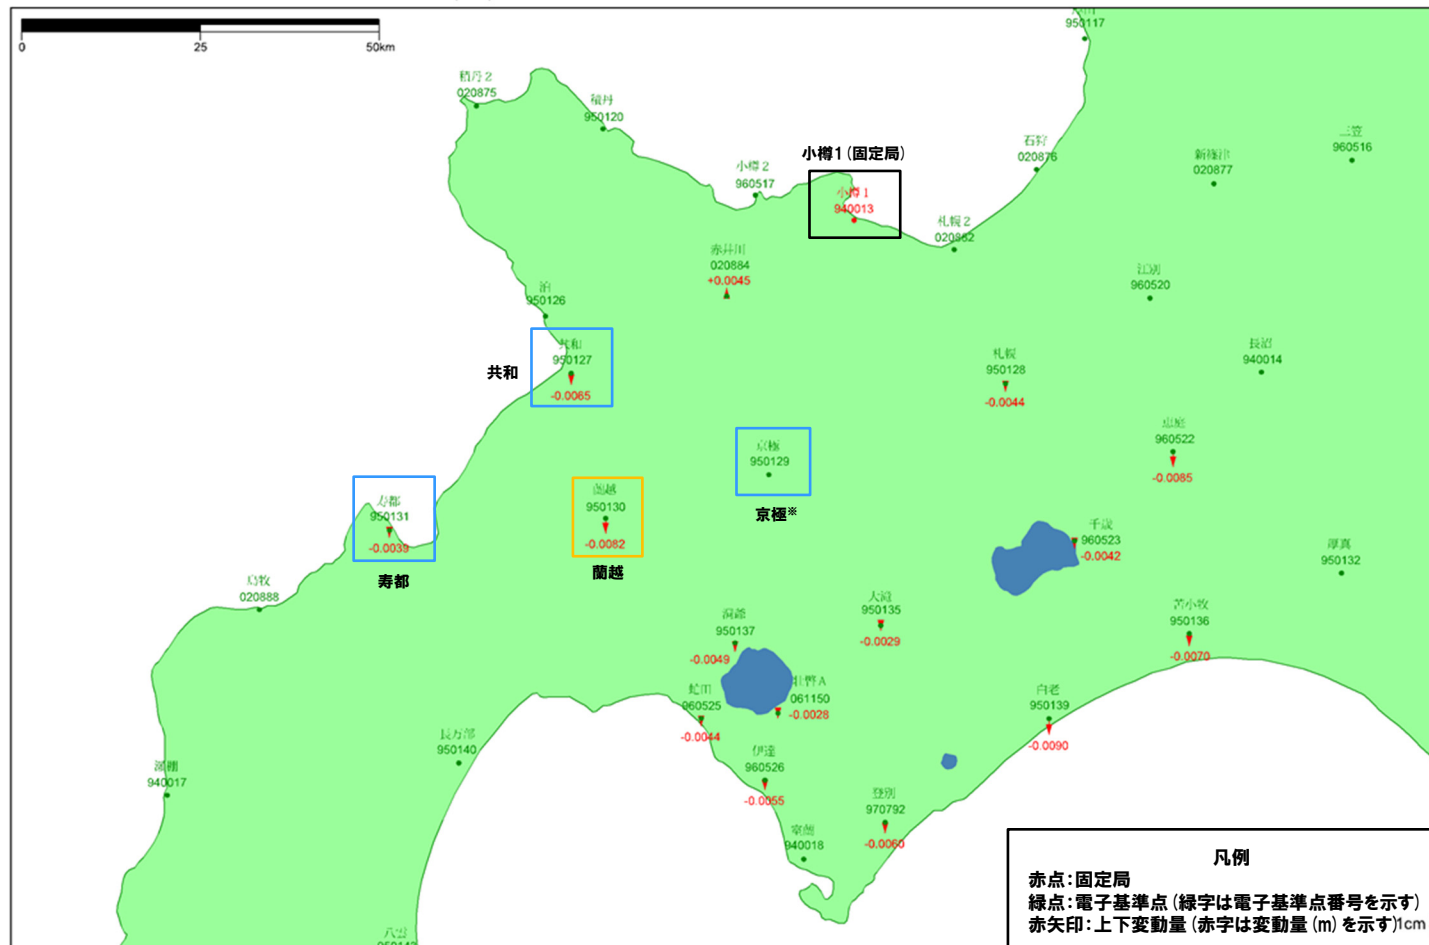 0
25
50km
950117
積丹２
020875
積丹
950120
小樽２
960517
小樽1（固定局）
小樽１
940013
石狩
020876
新篠津
020877
三笠
960516
札幌２
020882
赤井川
020884
+0.0045
江別
960520
泊
950126
共和
共和
950127
-0.0065
札幌
950128
-0.0044
長沼
940014
恵庭
960522
-0.0085
京極
950129
京極※
寿都
950131
-0.0039
寿都
蘭越
950130
-0.0082
蘭越
千歳
960523
-0.0042
厚真
950132
島牧
020888
洞爺
950137
-0.0049
大滝
950135
-0.0029
苫小牧
950136
-0.0070
虻田
960525
-0.0044
壮瞥Ａ
061150
-0.0028
白老
950139
-0.0090
長万部
950140
伊達
960526
-0.0055
瀬棚
940017
登別
970792
-0.0060
室蘭
940018
八雲
凡例
赤点：固定局
緑点：電子基準点（緑字は電子基準点番号を示す）
赤矢印：上下変動量（赤字は変動量（m）を示す）1cm